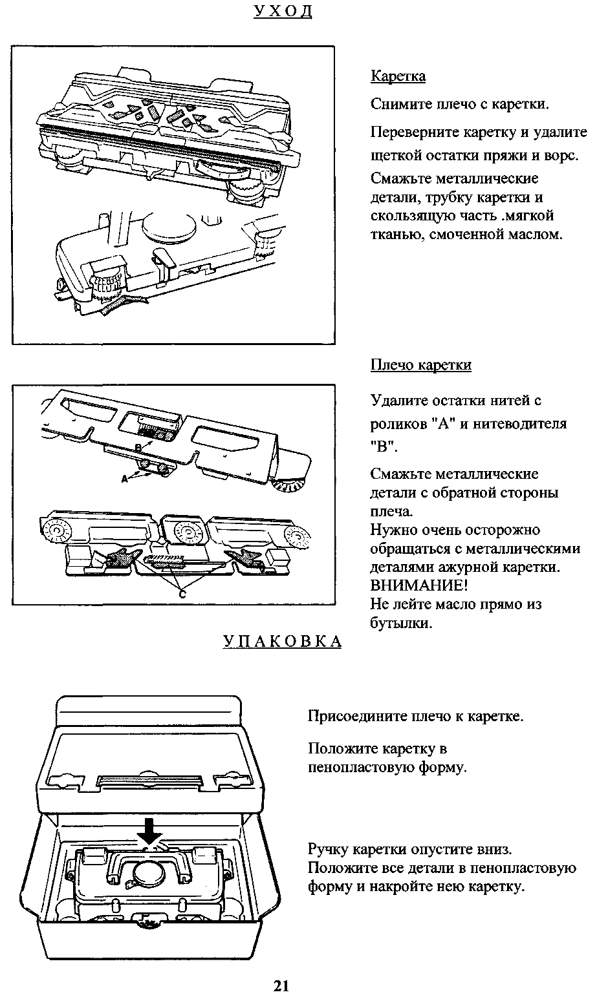 УХОД
Каретка
Снимите плечо с каретки.
Переверните каретку и удалите
щеткой остатки пряжи и ворс.
Смажьте металлические
детали, трубку каретки и
скользящую часть .мягкой
тканью, смоченной маслом.
Плечо каретки
Удалите остатки нитей с
роликов "А" и нитеводителя
"В".
Смажьте металлические
детали с обратной стороны
плеча.
Нужно очень осторожно
обращаться с металлическими
деталями ажурной каретки.
ВНИМАНИЕ!
Не лейте масло прямо из
бутылки.
B
A
C
УПАКОВКА
Присоедините плечо к каретке.
Положите каретку в
пенопластовую форму.
Ручку каретки опустите вниз.
Положите все детали в пенопластовую
форму и накройте нею каретку.
21